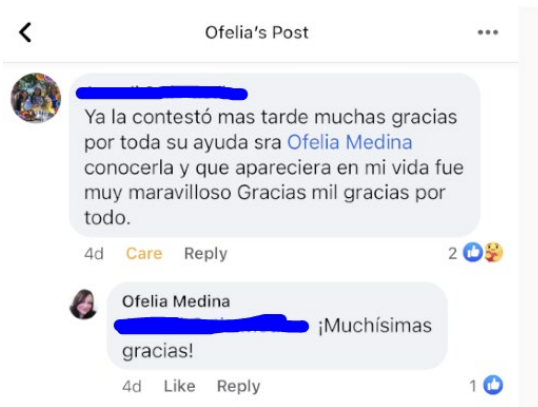 Ofelia's Post
Ya la contestó mas tarde muchas gracias
por toda su ayuda sra Ofelia Medina
conocerla y que apareciera en mi vida fue
muy maravilloso Gracias mil gracias por
todo.
4d Care Reply 2
Ofelia Medina
¡Muchísimas
gracias!
4d Like Reply 1